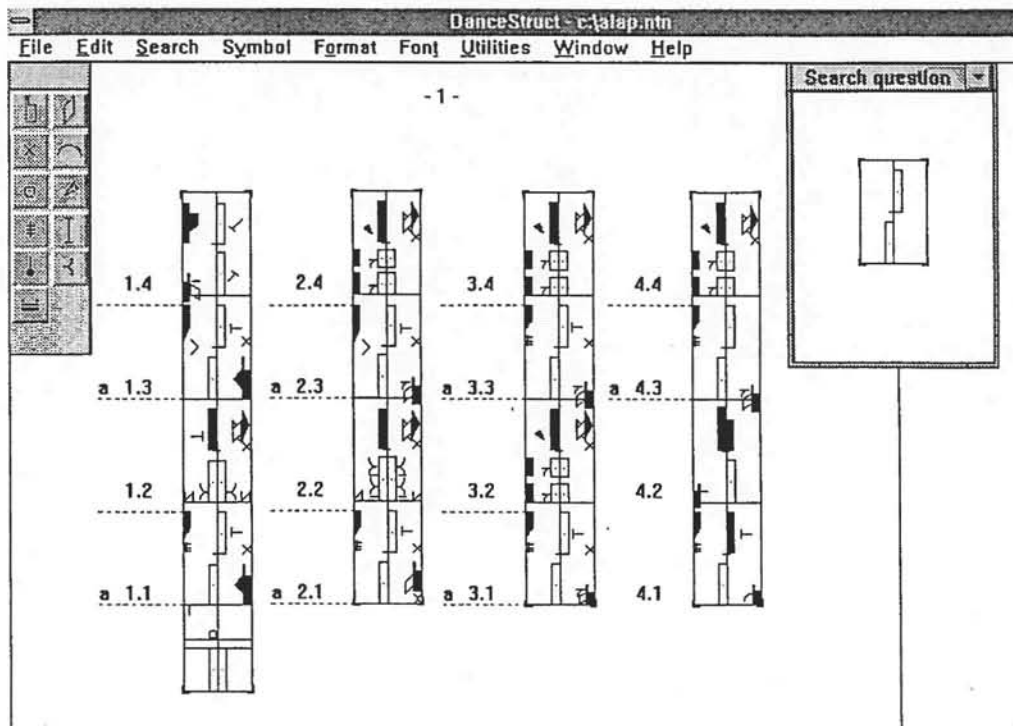 DanceStruct - c:\alap.ntn
File Edit Search Symbol Format Font Utilities Window Help
Search question
- 1 -
1.4 2.4 3.4 4.4
a 1.3 a 2.3 a 3.3 a 4.3
1.2 2.2 3.2 4.2
a 1.1 a 2.1 a 3.1 4.1